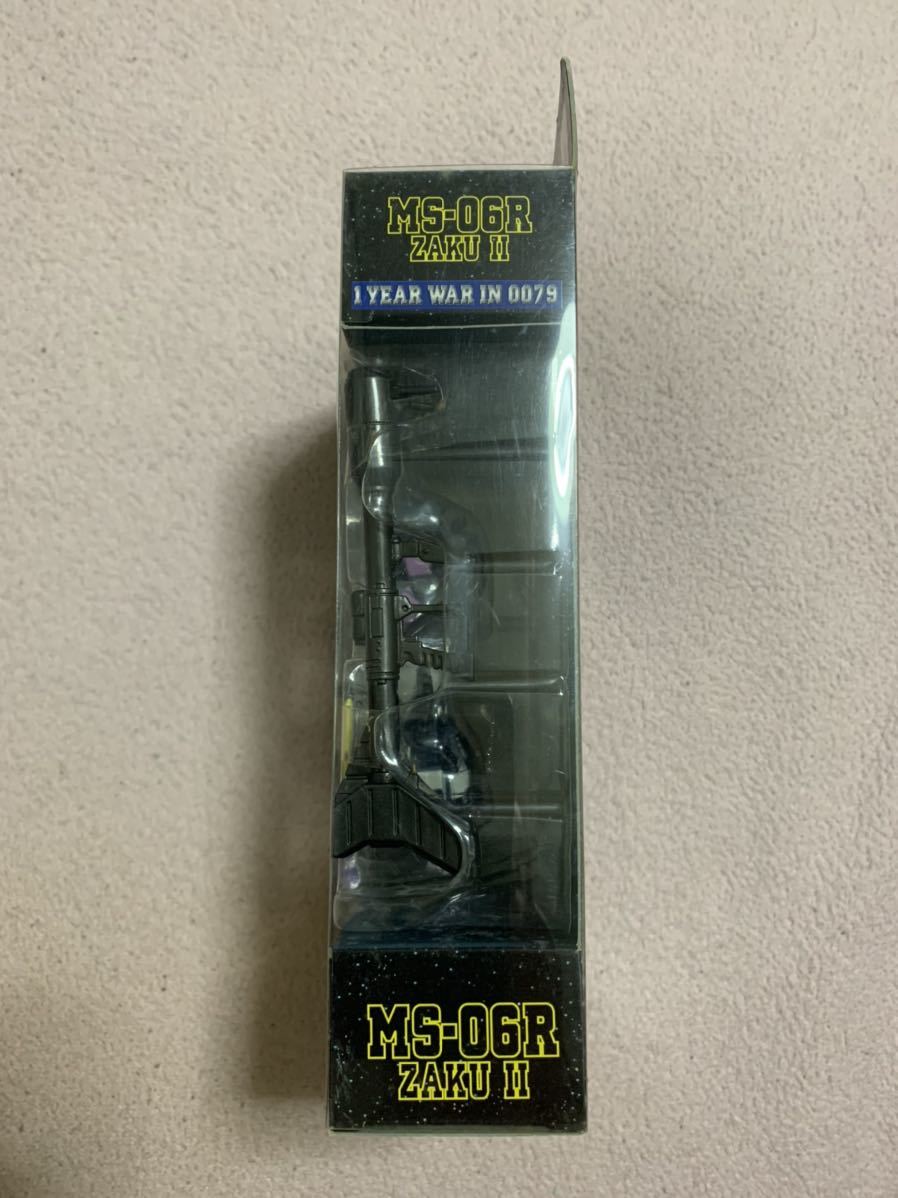 MS-06R
ZAKU II
1 YEAR WAR IN 0079
MS-06R
ZAKU II